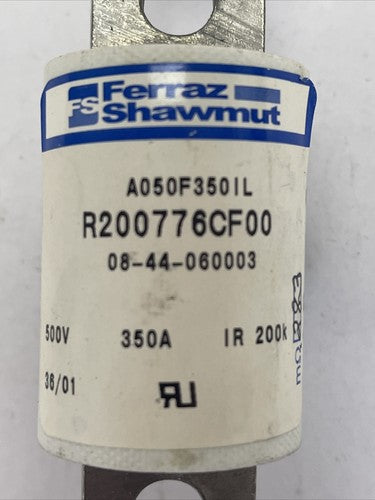 FS Ferraz
Shawmut
A050F350IL
R200776CF00
08-44-060003
500V 350A IR 200k
36/01